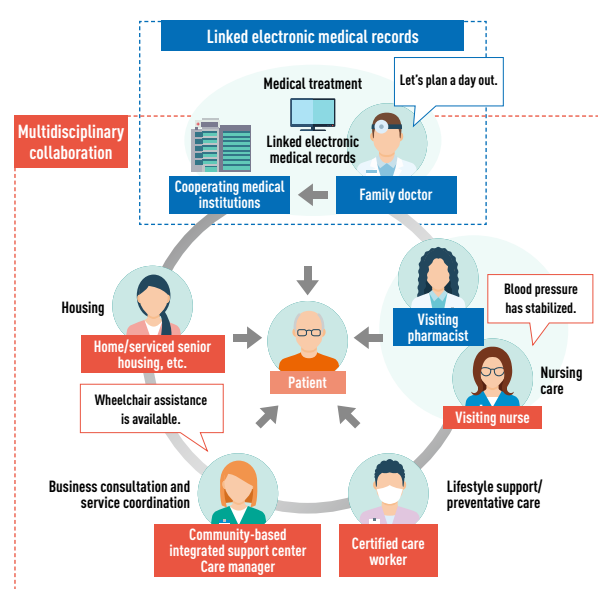 Linked electronic medical records
Medical treatment
Let's plan a day out.
Multidisciplinary
collaboration
Linked electronic
medical records
Cooperating medical
institutions
Family doctor
Housing
Home/serviced senior
housing, etc.
Visiting
pharmacist
Blood pressure
has stabilized.
Patient
Nursing
care
Visiting nurse
Wheelchair assistance
is available.
Business consultation and
service coordination
Community-based
integrated support center
Care manager
Certified care
worker
Lifestyle support/
preventative care